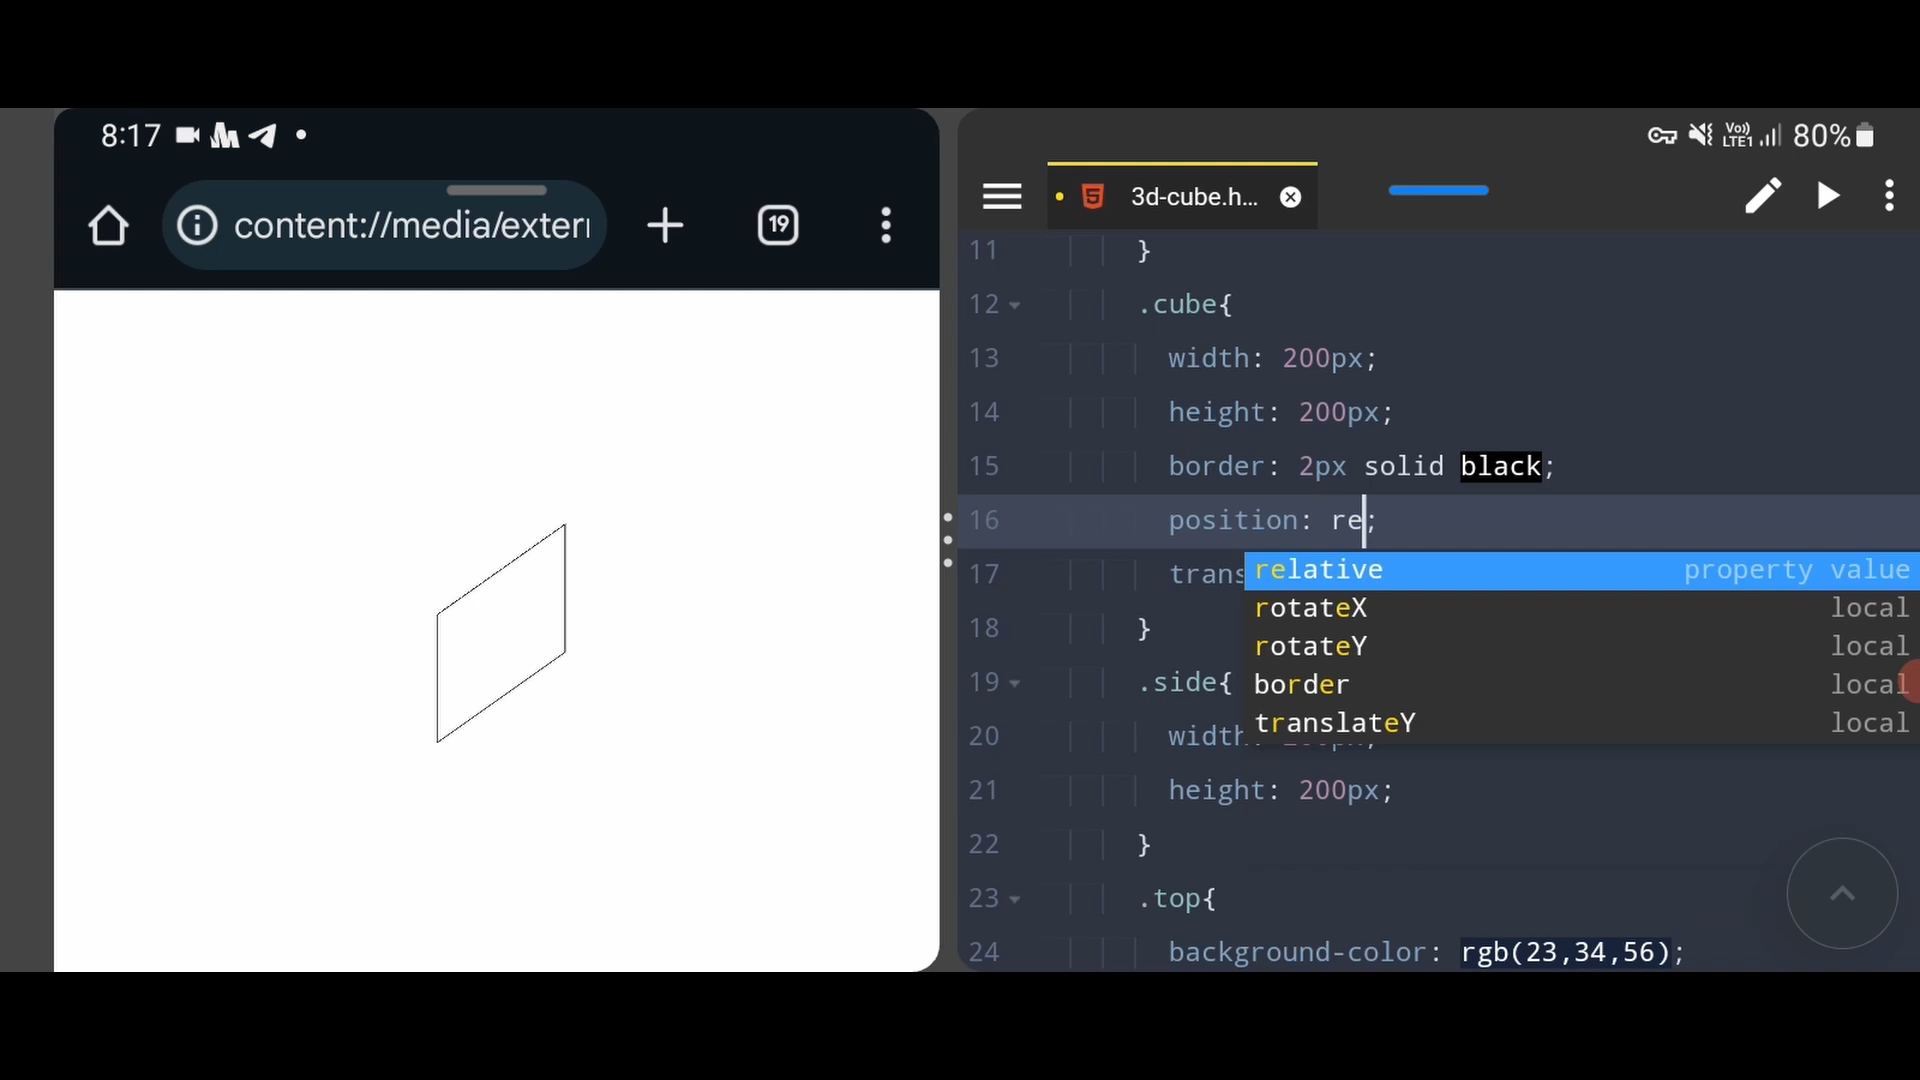 8:17
content://media/exter
19
Vo))
LTE1
80%
3d-cube.h...
11 }
12 .cube{
13 width: 200px;
14 height: 200px;
15 border: 2px solid black;
16 position: re;
17 trans
relative property value
rotateX local
rotateY local
border local
translateY local
18 }
19 .side{
20 width
21 height: 200px;
22 }
23 .top{
24 background-color: rgb(23,34,56);